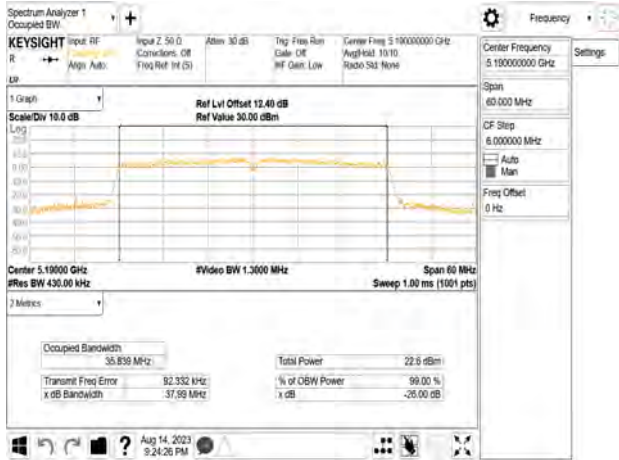 Spectrum Analyzer 1
Occupied BW
Frequency
KEYSIGHT
Input: RF
Input Z: 50 Ω
Atten: 30 dB
Trig: Free Run
Center Freq: 5.190000000 GHz
R
Corrections: Off
Gate: Off
Avg|Hold: 10/10
Align: Auto
Freq Ref: Int (S)
#IF Gain: Low
Radio Std: None
Center Frequency
5.190000000 GHz
Settings
Span
60.000 MHz
CF Step
6.000000 MHz
Auto
Man
Freq Offset
0 Hz
1 Graph
Ref Lvl Offset 12.40 dB
Scale/Div 10.0 dB
Ref Value 30.00 dBm
Log
Center 5.19000 GHz
#Video BW 1.3000 MHz
Span 60 MHz
#Res BW 430.00 kHz
Sweep 1.00 ms (1001 pts)
2 Metrics
Occupied Bandwidth
35.839 MHz
Total Power
22.6 dBm
Transmit Freq Error
92.332 kHz
% of OBW Power
99.00 %
x dB Bandwidth
37.99 MHz
x dB
-26.00 dB
?
Aug 14, 2023
9:24:26 PM